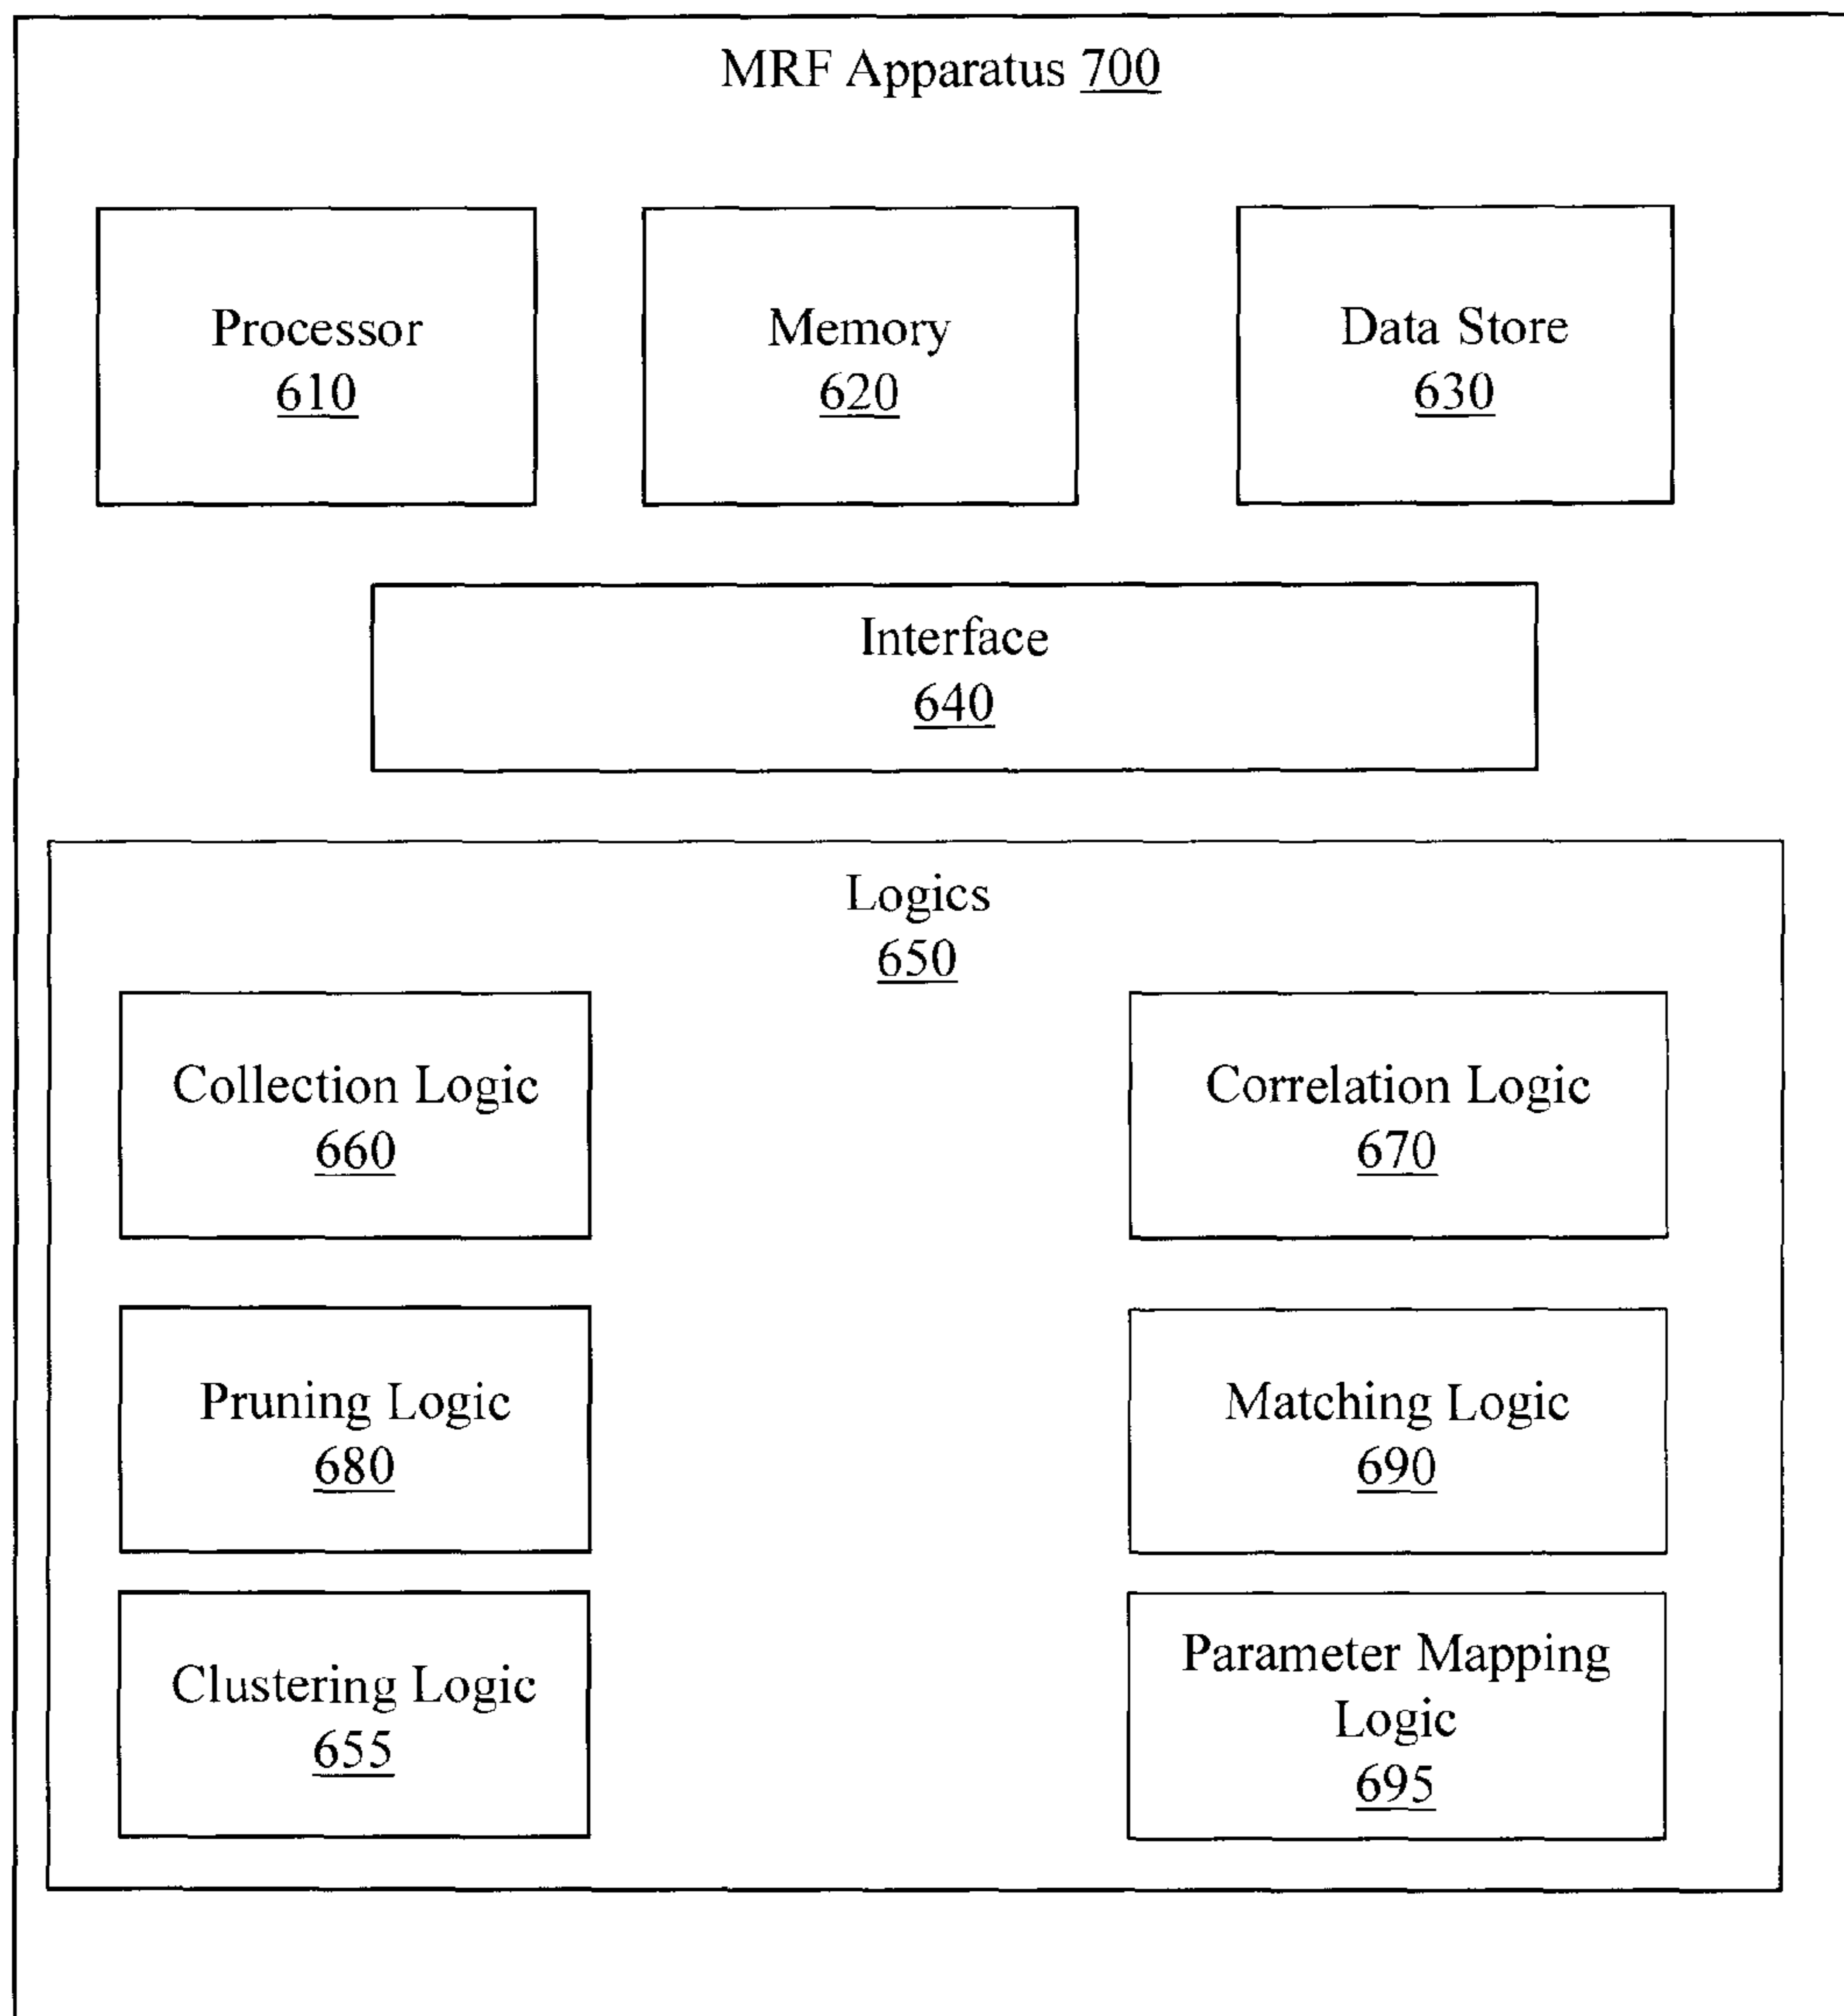 MRF Apparatus 700
Processor
610
Memory
620
Data Store
630
Interface
640
Logics
650
Collection Logic
660
Correlation Logic
670
Pruning Logic
680
Matching Logic
690
Clustering Logic
655
Parameter Mapping
Logic
695